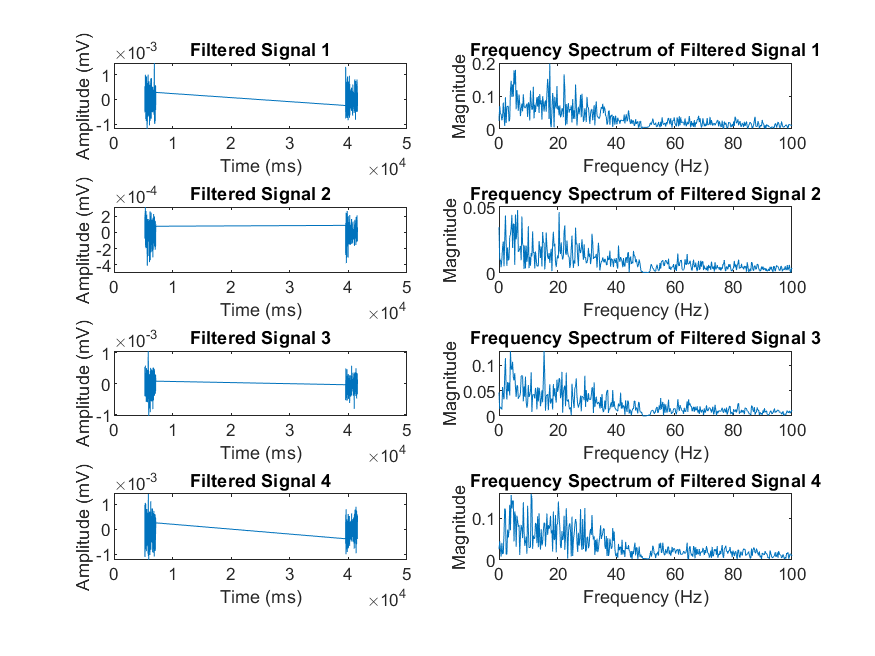 Filtered Signal 1
×10-3
Amplitude (mV)
1
0
-1
0 1 2 3 4 5
Time (ms)
×104
Frequency Spectrum of Filtered Signal 1
Magnitude
0.2
0.1
0
0 20 40 60 80 100
Frequency (Hz)
Filtered Signal 2
×10-4
Amplitude (mV)
2
0
-2
-4
0 1 2 3 4 5
Time (ms)
×104
Frequency Spectrum of Filtered Signal 2
Magnitude
0.05
0
0 20 40 60 80 100
Frequency (Hz)
Filtered Signal 3
×10-3
Amplitude (mV)
1
0
-1
0 1 2 3 4 5
Time (ms)
×104
Frequency Spectrum of Filtered Signal 3
Magnitude
0.1
0.05
0
0 20 40 60 80 100
Frequency (Hz)
Filtered Signal 4
×10-3
Amplitude (mV)
1
0
-1
0 1 2 3 4 5
Time (ms)
×104
Frequency Spectrum of Filtered Signal 4
Magnitude
0.1
0
0 20 40 60 80 100
Frequency (Hz)